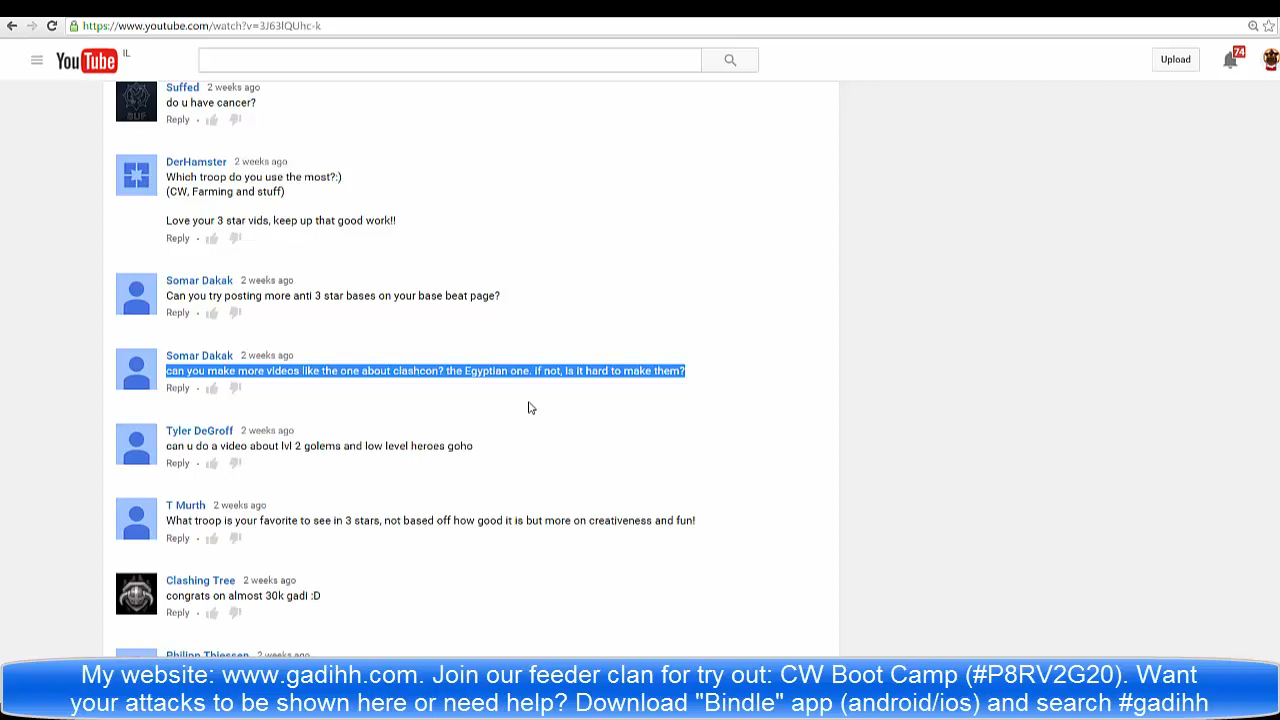 https://www.youtube.com/watch?v=3J63lQUhc-k
YouTube IL
Upload
74
Suffed 2 weeks ago
do u have cancer?
Reply
DerHamster 2 weeks ago
Which troop do you use the most?:)
(CW, Farming and stuff)
Love your 3 star vids, keep up that good work!!
Reply
Somar Dakak 2 weeks ago
Can you try posting more anti 3 star bases on your base beat page?
Reply
Somar Dakak 2 weeks ago
can you make more videos like the one about clashcon? the Egyptian one. if not, is it hard to make them?
Reply
Tyler DeGroff 2 weeks ago
can u do a video about lvl 2 golems and low level heroes goho
Reply
T Murth 2 weeks ago
What troop is your favorite to see in 3 stars, not based off how good it is but more on creativeness and fun!
Reply
Clashing Tree 2 weeks ago
congrats on almost 30k gadi :D
Reply
Philipp Thiessen 2 weeks ago
My website: www.gadihh.com. Join our feeder clan for try out: CW Boot Camp (#P8RV2G20). Want
your attacks to be shown here or need help? Download "Bindle" app (android/ios) and search #gadihh